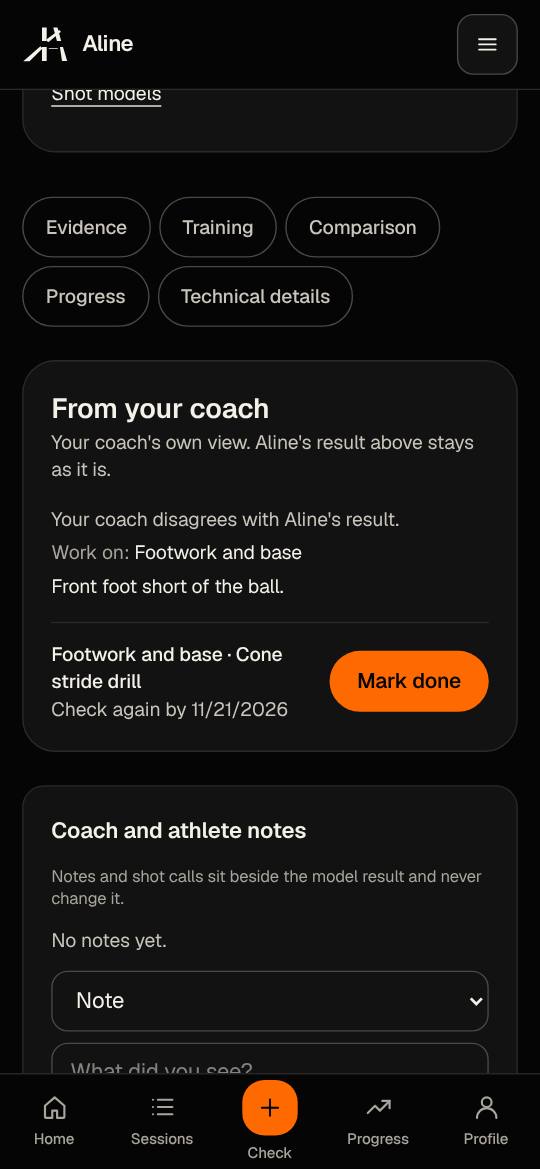 Aline
Shot models
Evidence
Training
Comparison
Progress
Technical details
From your coach
Your coach's own view. Aline's result above stays
as it is.
Your coach disagrees with Aline's result.
Work on: Footwork and base
Front foot short of the ball.
Footwork and base · Cone
stride drill
Check again by 11/21/2026
Mark done
Coach and athlete notes
Notes and shot calls sit beside the model result and never
change it.
No notes yet.
Note
What did you see?
Home
Sessions
Check
Progress
Profile